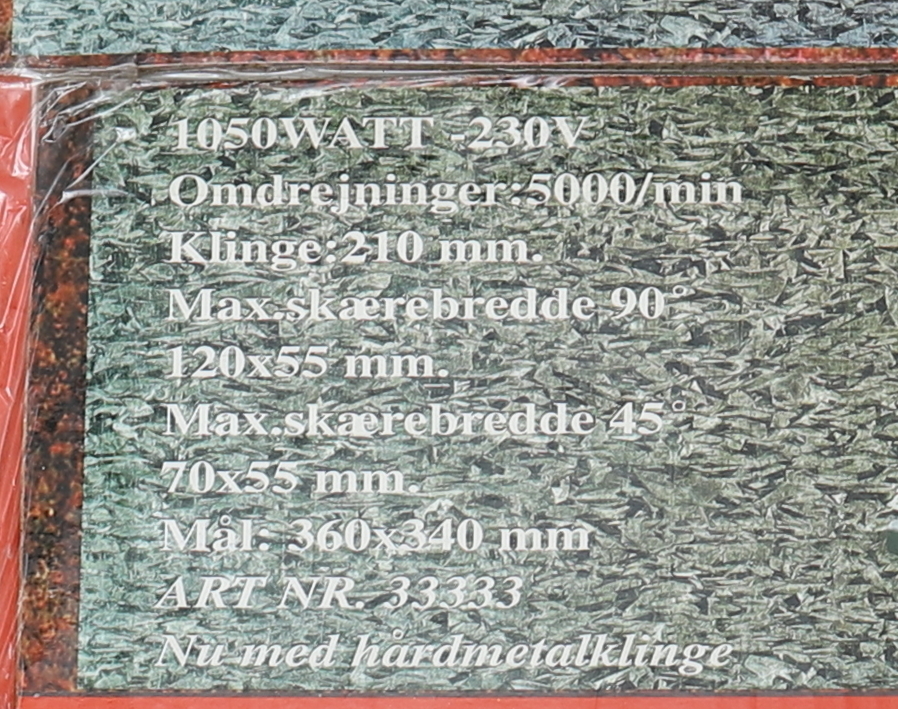 1050WATT -230V
Omdrejninger:5000/min
Klinge:210 mm.
Max.skærebredde 90°
120x55 mm.
Max.skærebredde 45°
70x55 mm.
Mål: 360x340 mm
ART NR. 33333
Nu med hårdmetalklinge